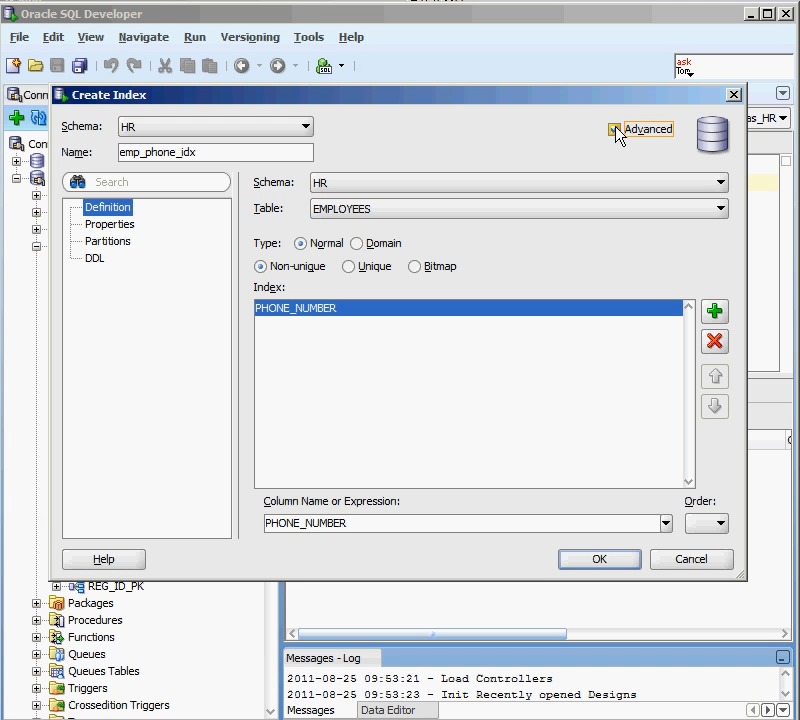 Oracle SQL Developer
File Edit View Navigate Run Versioning Tools Help
SQL
ask
Tom
Conn
Create Index
Schema: HR
Advanced
as_HR
Name: emp_phone_idx
Con
Search
Schema: HR
Definition
Table: EMPLOYEES
Properties
Partitions
Type: Normal Domain
DDL
Non-unique Unique Bitmap
Index:
PHONE_NUMBER
Column Name or Expression: Order:
PHONE_NUMBER
Help OK Cancel
REG_ID_PK
Packages
Procedures
Functions
Queues
Queues Tables
Triggers
Crossedition Triggers
Messages - Log
2011-08-25 09:53:21 - Load Controllers
2011-08-25 09:53:23 - Init Recently opened Designs
Messages Data Editor